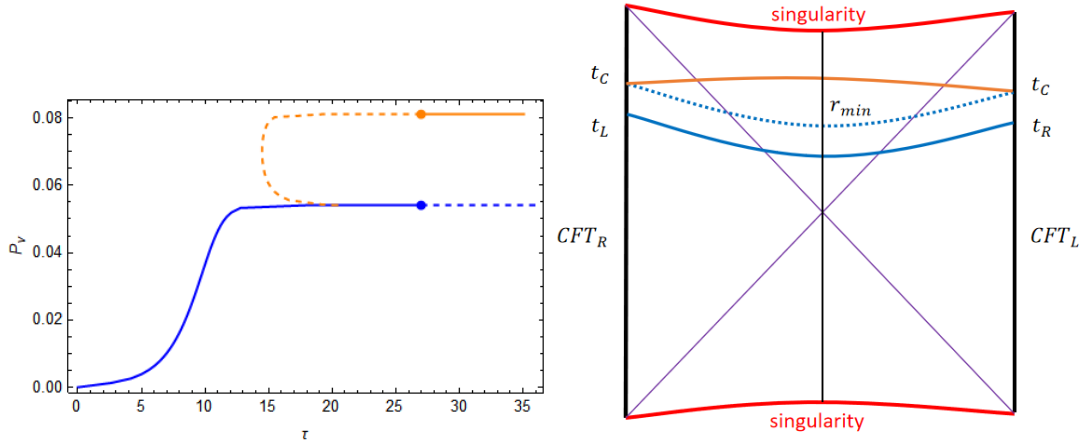 0.08
0.06
0.04
0.02
0.00
P_v
0 5 10 15 20 25 30 35
τ
singularity
t_C t_C
r_min
t_L t_R
CFT_R CFT_L
singularity